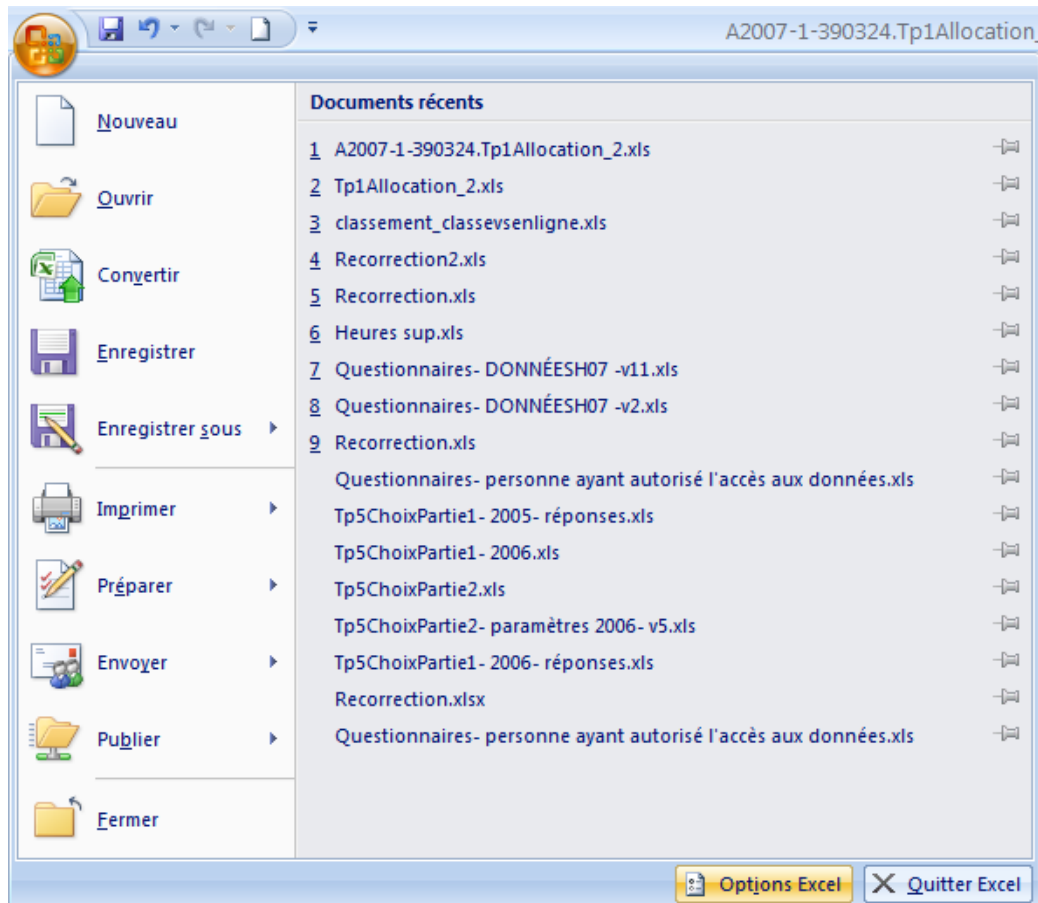 A2007-1-390324.Tp1Allocation_
Nouveau
Ouvrir
Convertir
Enregistrer
Enregistrer sous
Imprimer
Préparer
Envoyer
Publier
Fermer
Documents récents
1 A2007-1-390324.Tp1Allocation_2.xls
2 Tp1Allocation_2.xls
3 classement_classevsenligne.xls
4 Recorrection2.xls
5 Recorrection.xls
6 Heures sup.xls
7 Questionnaires- DONNÉESH07 -v11.xls
8 Questionnaires- DONNÉESH07 -v2.xls
9 Recorrection.xls
Questionnaires- personne ayant autorisé l'accès aux données.xls
Tp5ChoixPartie1- 2005- réponses.xls
Tp5ChoixPartie1- 2006.xls
Tp5ChoixPartie2.xls
Tp5ChoixPartie2- paramètres 2006- v5.xls
Tp5ChoixPartie1- 2006- réponses.xls
Recorrection.xlsx
Questionnaires- personne ayant autorisé l'accès aux données.xls
Options Excel
Quitter Excel